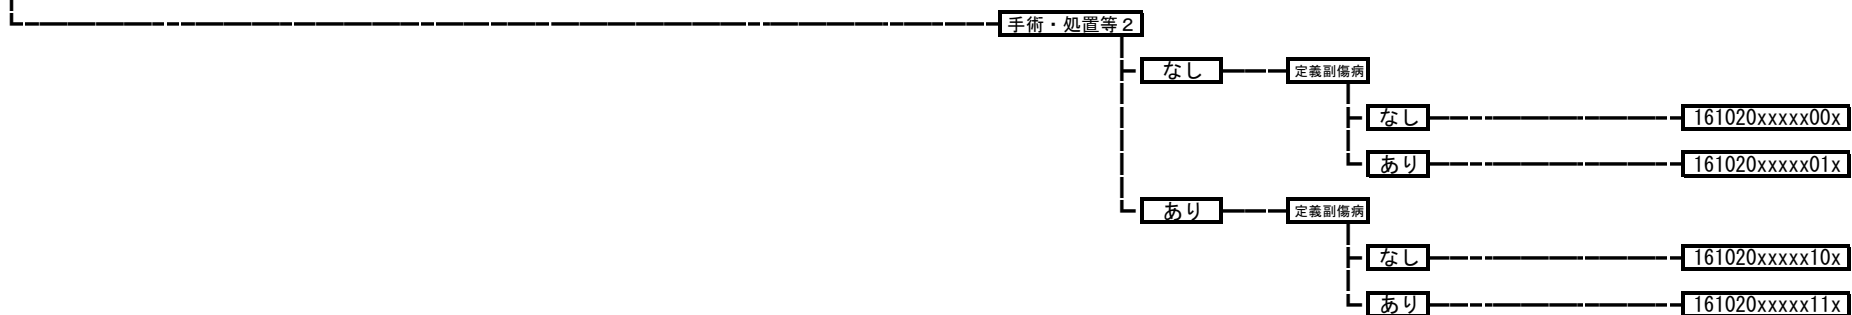 手術・処置等２
なし 定義副傷病
なし 161020xxxxx00x
あり 161020xxxxx01x
あり 定義副傷病
なし 161020xxxxx10x
あり 161020xxxxx11x